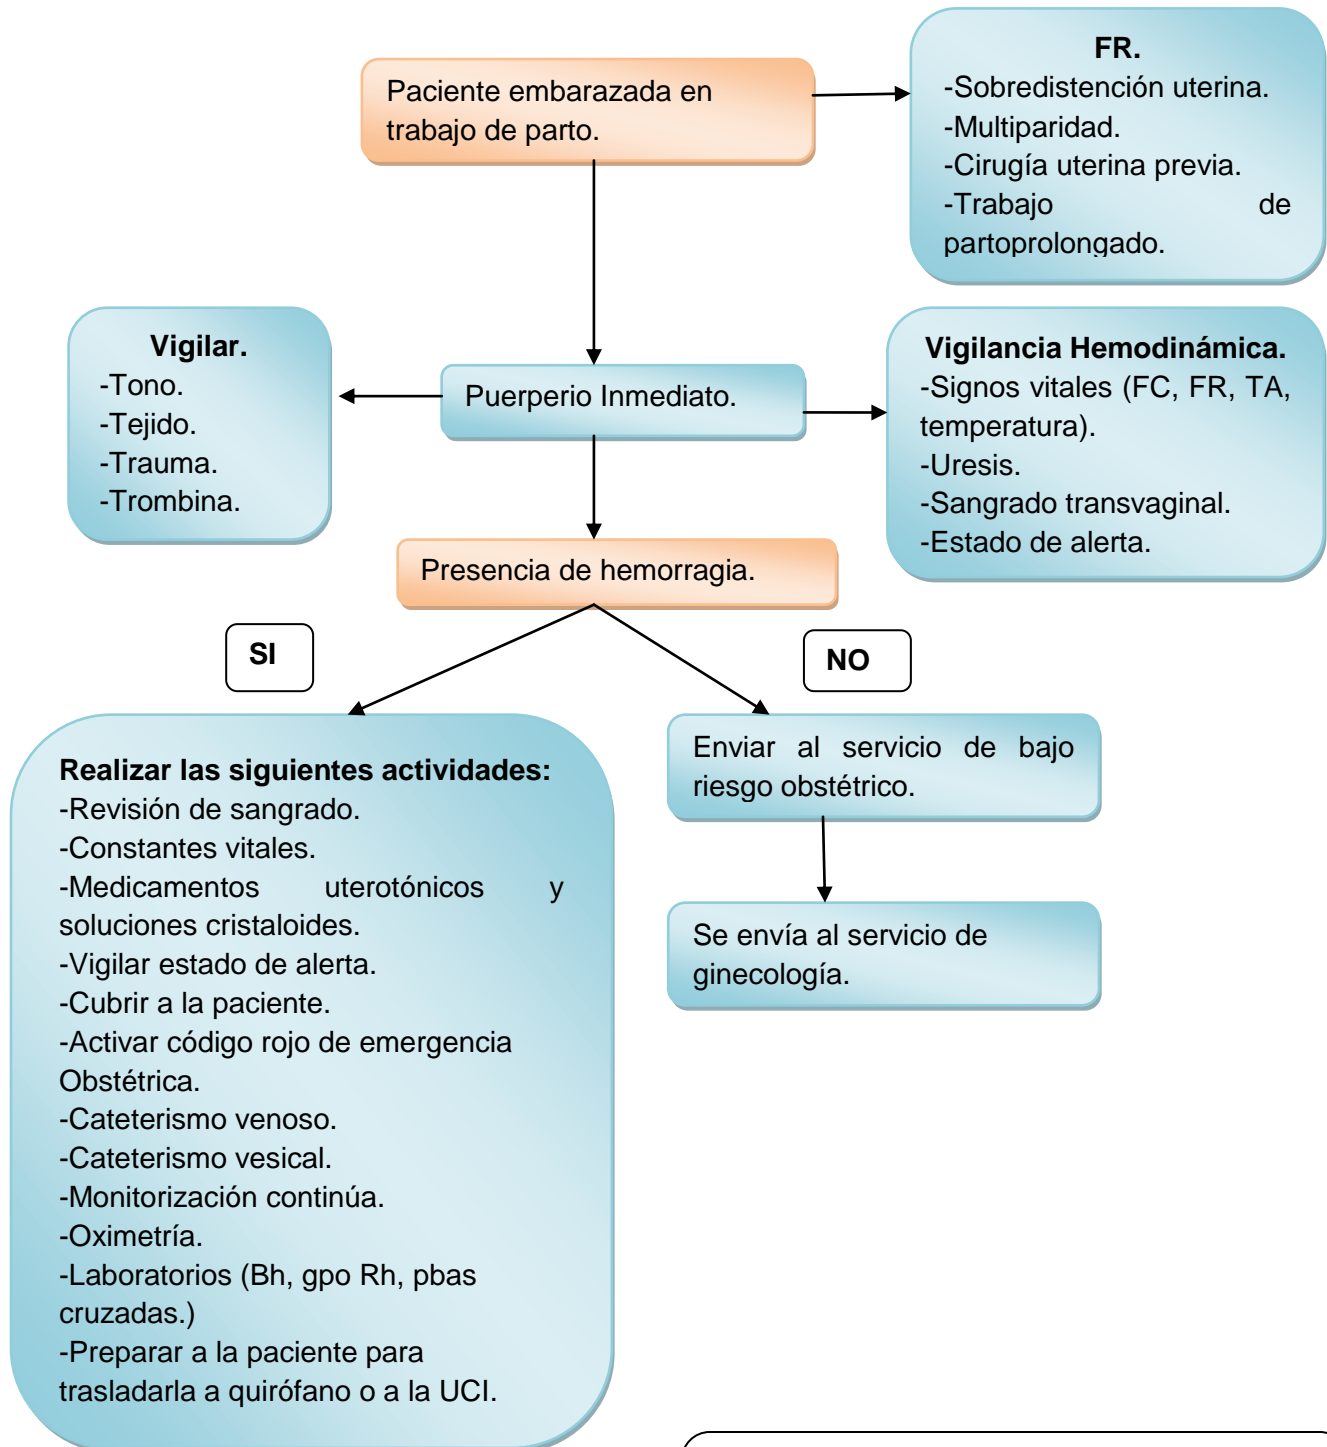 Paciente embarazada en
trabajo de parto.
FR.
-Sobredistención uterina.
-Multiparidad.
-Cirugía uterina previa.
-Trabajo de
partoprolongado.
Vigilar.
-Tono.
-Tejido.
-Trauma.
-Trombina.
Puerperio Inmediato.
Vigilancia Hemodinámica.
-Signos vitales (FC, FR, TA,
temperatura).
-Uresis.
-Sangrado transvaginal.
-Estado de alerta.
Presencia de hemorragia.
SI
NO
Realizar las siguientes actividades:
-Revisión de sangrado.
-Constantes vitales.
-Medicamentos uterotónicos y
soluciones cristaloides.
-Vigilar estado de alerta.
-Cubrir a la paciente.
-Activar código rojo de emergencia
Obstétrica.
-Cateterismo venoso.
-Cateterismo vesical.
-Monitorización continúa.
-Oximetría.
-Laboratorios (Bh, gpo Rh, pbas
cruzadas.)
-Preparar a la paciente para
trasladarla a quirófano o a la UCI.
Enviar al servicio de bajo
riesgo obstétrico.
Se envía al servicio de
ginecología.